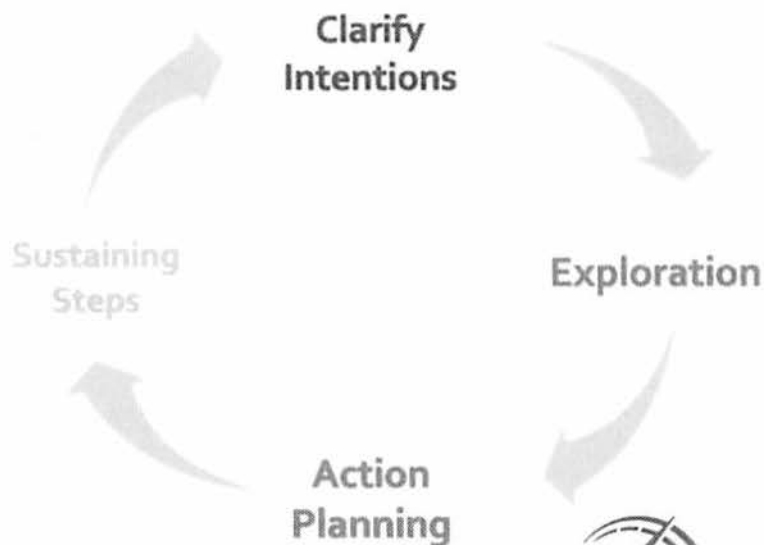 Clarify
Intentions
Exploration
Action
Planning
Sustaining
Steps